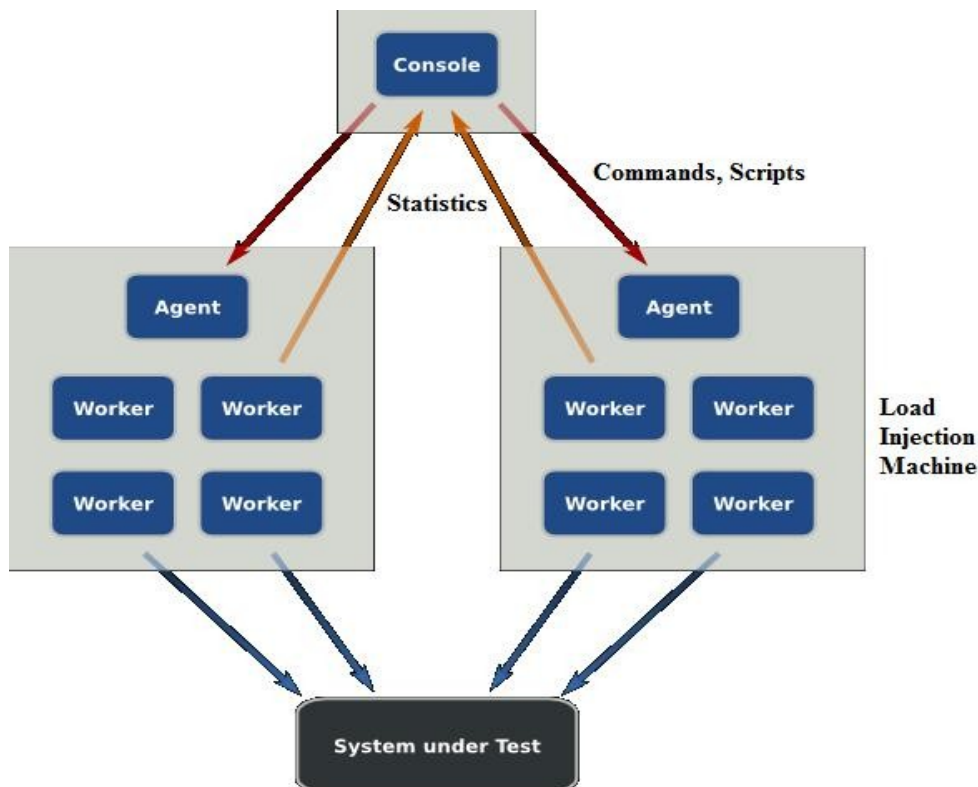 Console
Commands, Scripts
Statistics
Agent
Agent
Worker
Worker
Worker
Worker
Load
Injection
Machine
Worker
Worker
Worker
Worker
System under Test